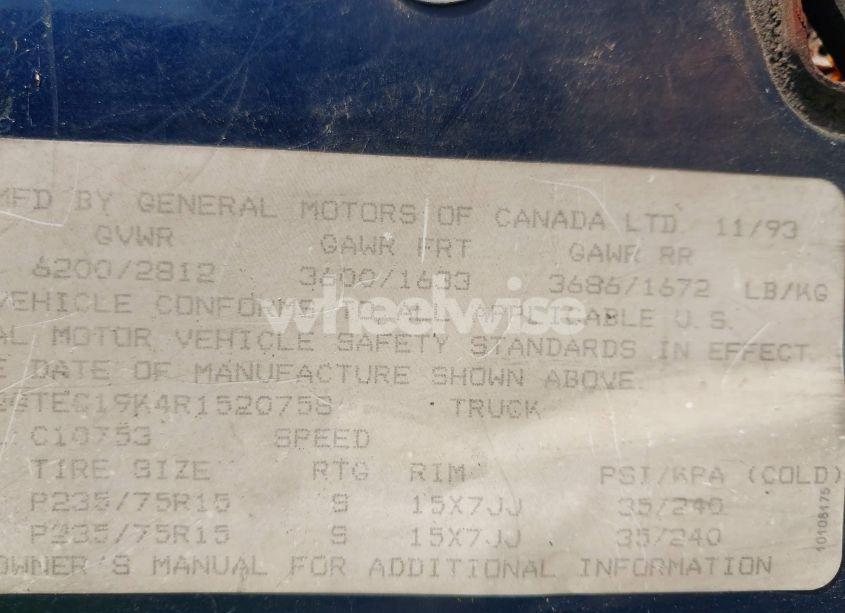 MFD BY GENERAL MOTORS OF CANADA LTD 11/93
GVWR GAWR FRT GAWR RR
6200/2812 3600/1633 3686/1672 LB/KG
VEHICLE CONFORMS TO ALL APPLICABLE U.S.
AL MOTOR VEHICLE SAFETY STANDARDS IN EFFECT
E DATE OF MANUFACTURE SHOWN ABOVE.
2GTEC19K4R1520758 TRUCK
C10753 SPEED
TIRE SIZE RTG RIM PSI/KPA (COLD)
P235/75R15 S 15X7JJ 35/240
P235/75R15 S 15X7JJ 35/240
OWNER'S MANUAL FOR ADDITIONAL INFORMATION
10108175
wheelwise